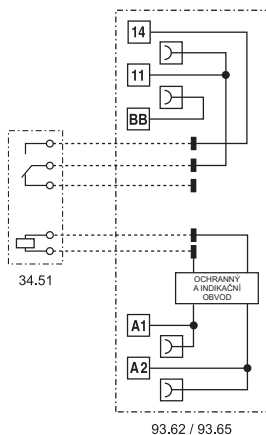 14
11
BB
34.51
OCHRANNÝ
A INDIKAČNÍ
OBVOD
A1
A2
93.62 / 93.65